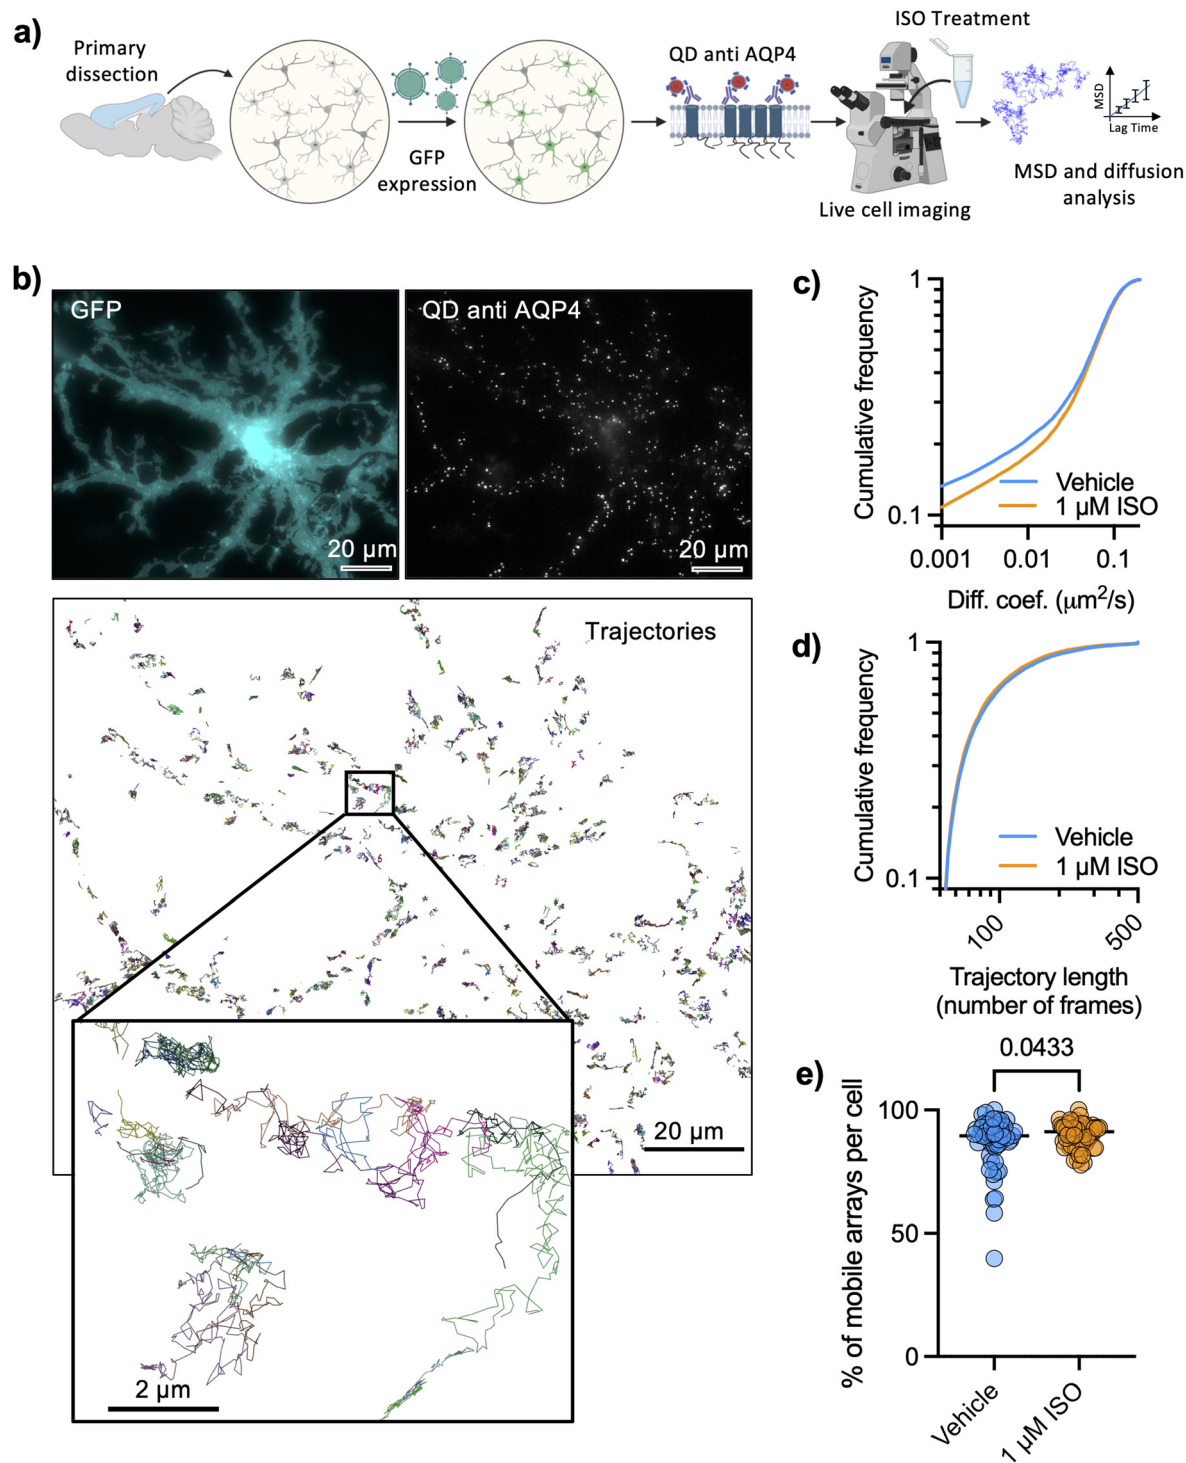 a)
Primary
dissection
GFP
expression
QD anti AQP4
ISO Treatment
Live cell imaging
MSD
Lag Time
MSD and diffusion
analysis
b)
GFP
20 µm
QD anti AQP4
20 µm
Trajectories
20 µm
2 µm
c)
Cumulative frequency
1
0.1
Vehicle
1 µM ISO
0.001 0.01 0.1
Diff. coef. (µm²/s)
d)
Cumulative frequency
1
0.1
Vehicle
1 µM ISO
100 500
Trajectory length
(number of frames)
e)
0.0433
% of mobile arrays per cell
100
50
0
Vehicle
1 µM ISO